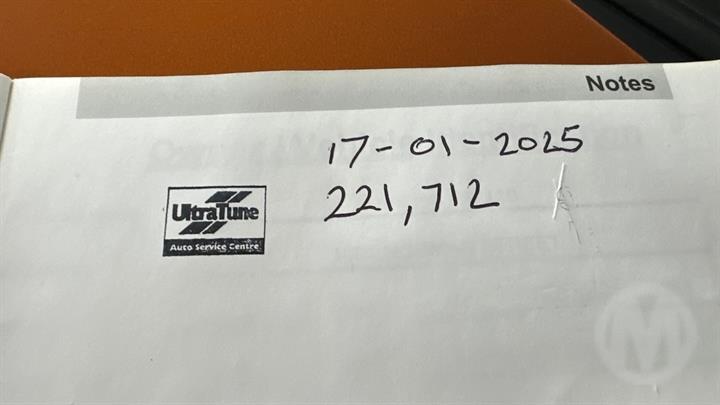 Notes
17-01-2025
221,712
UltraTune
Auto Service Centre
M